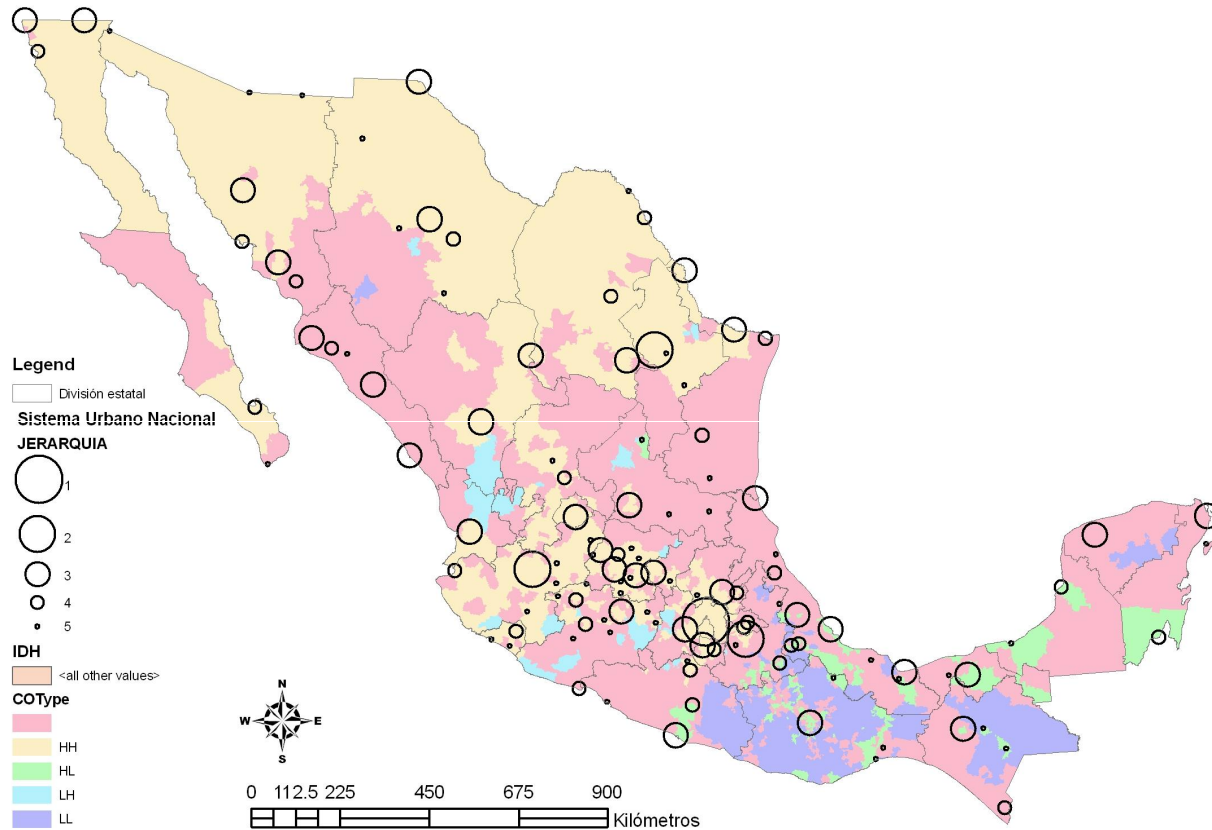 Legend
División estatal
Sistema Urbano Nacional
JERARQUIA
1
2
3
4
5
IDH
<all other values>
COType
HH
HL
LH
LL
N
W E
S
0 112.5 225 450 675 900
Kilómetros